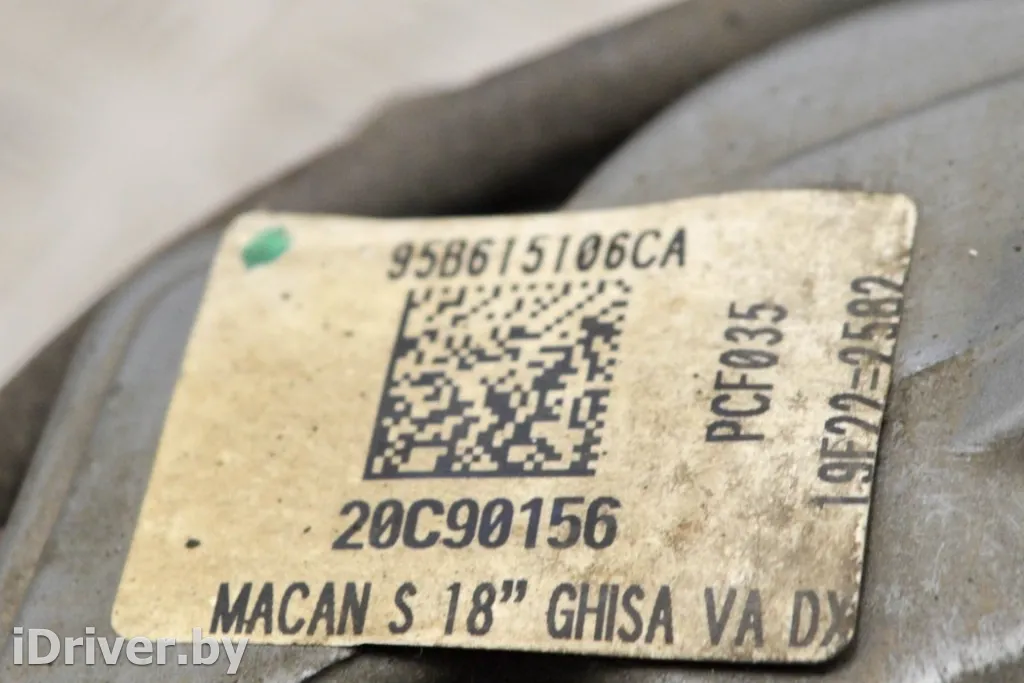 95B615106CA
PCF035
19F22-2582
20C90156
MACAN S 18" GHISA VA DX
iDriver.by